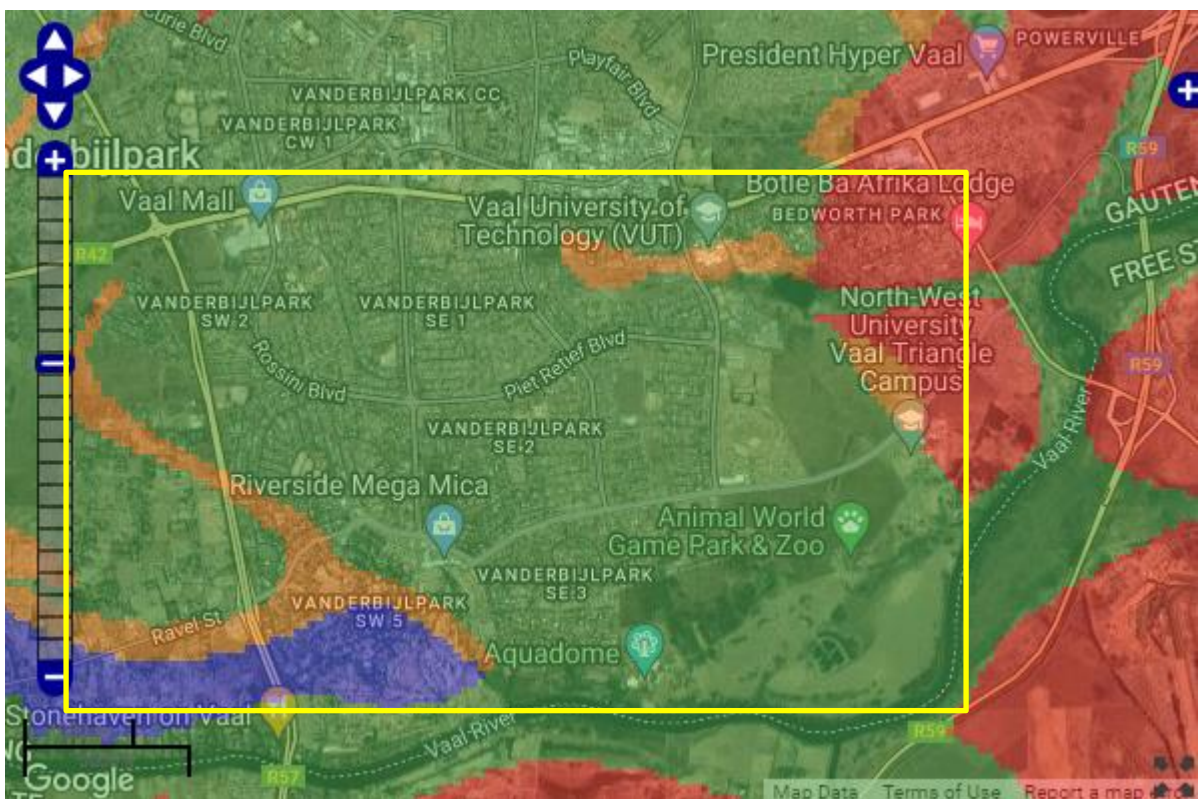 Curie Blvd
Playfair Blvd
President Hyper Vaal
POWERVILLE
VANDERBIJLPARK CC
VANDERBIJLPARK
CW 1
bijlpark
R59
Vaal Mall
Vaal University of
Technology (VUT)
Botle Ba Afrika Lodge
BEDWORTH PARK
GAUTEN
FREE S
R42
VANDERBIJLPARK
SW 2
VANDERBIJLPARK
SE 1
North-West
University
Vaal Triangle
Campus
Rossini Blvd
Piet Retief Blvd
R59
VANDERBIJLPARK
SE 2
Vaal River
Riverside Mega Mica
Animal World
Game Park & Zoo
VANDERBIJLPARK
SE 3
VANDERBIJLPARK
SW 5
Ravel St
Aquadome
Stonehaven on Vaal
Vaal River
R59
NG
Google
R57
Map Data
Terms of Use
Report a map